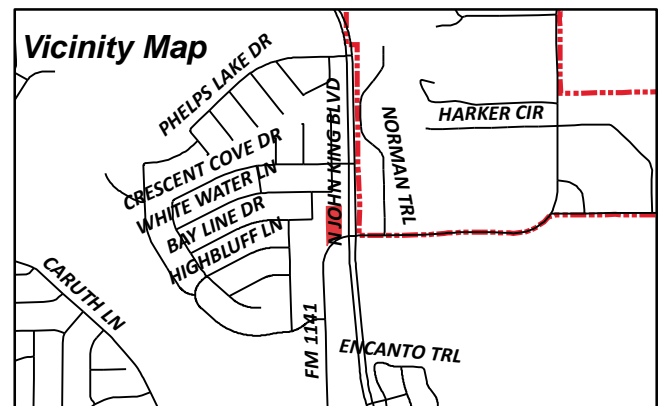 Vicinity Map
PHELPS LAKE DR
N JOHN KING BLVD
NORMAN TRL
HARKER CIR
CRESCENT COVE DR
WHITE WATER LN
BAY LINE DR
HIGHBLUFF LN
CARUTH LN
FM 1141
ENCANTO TRL